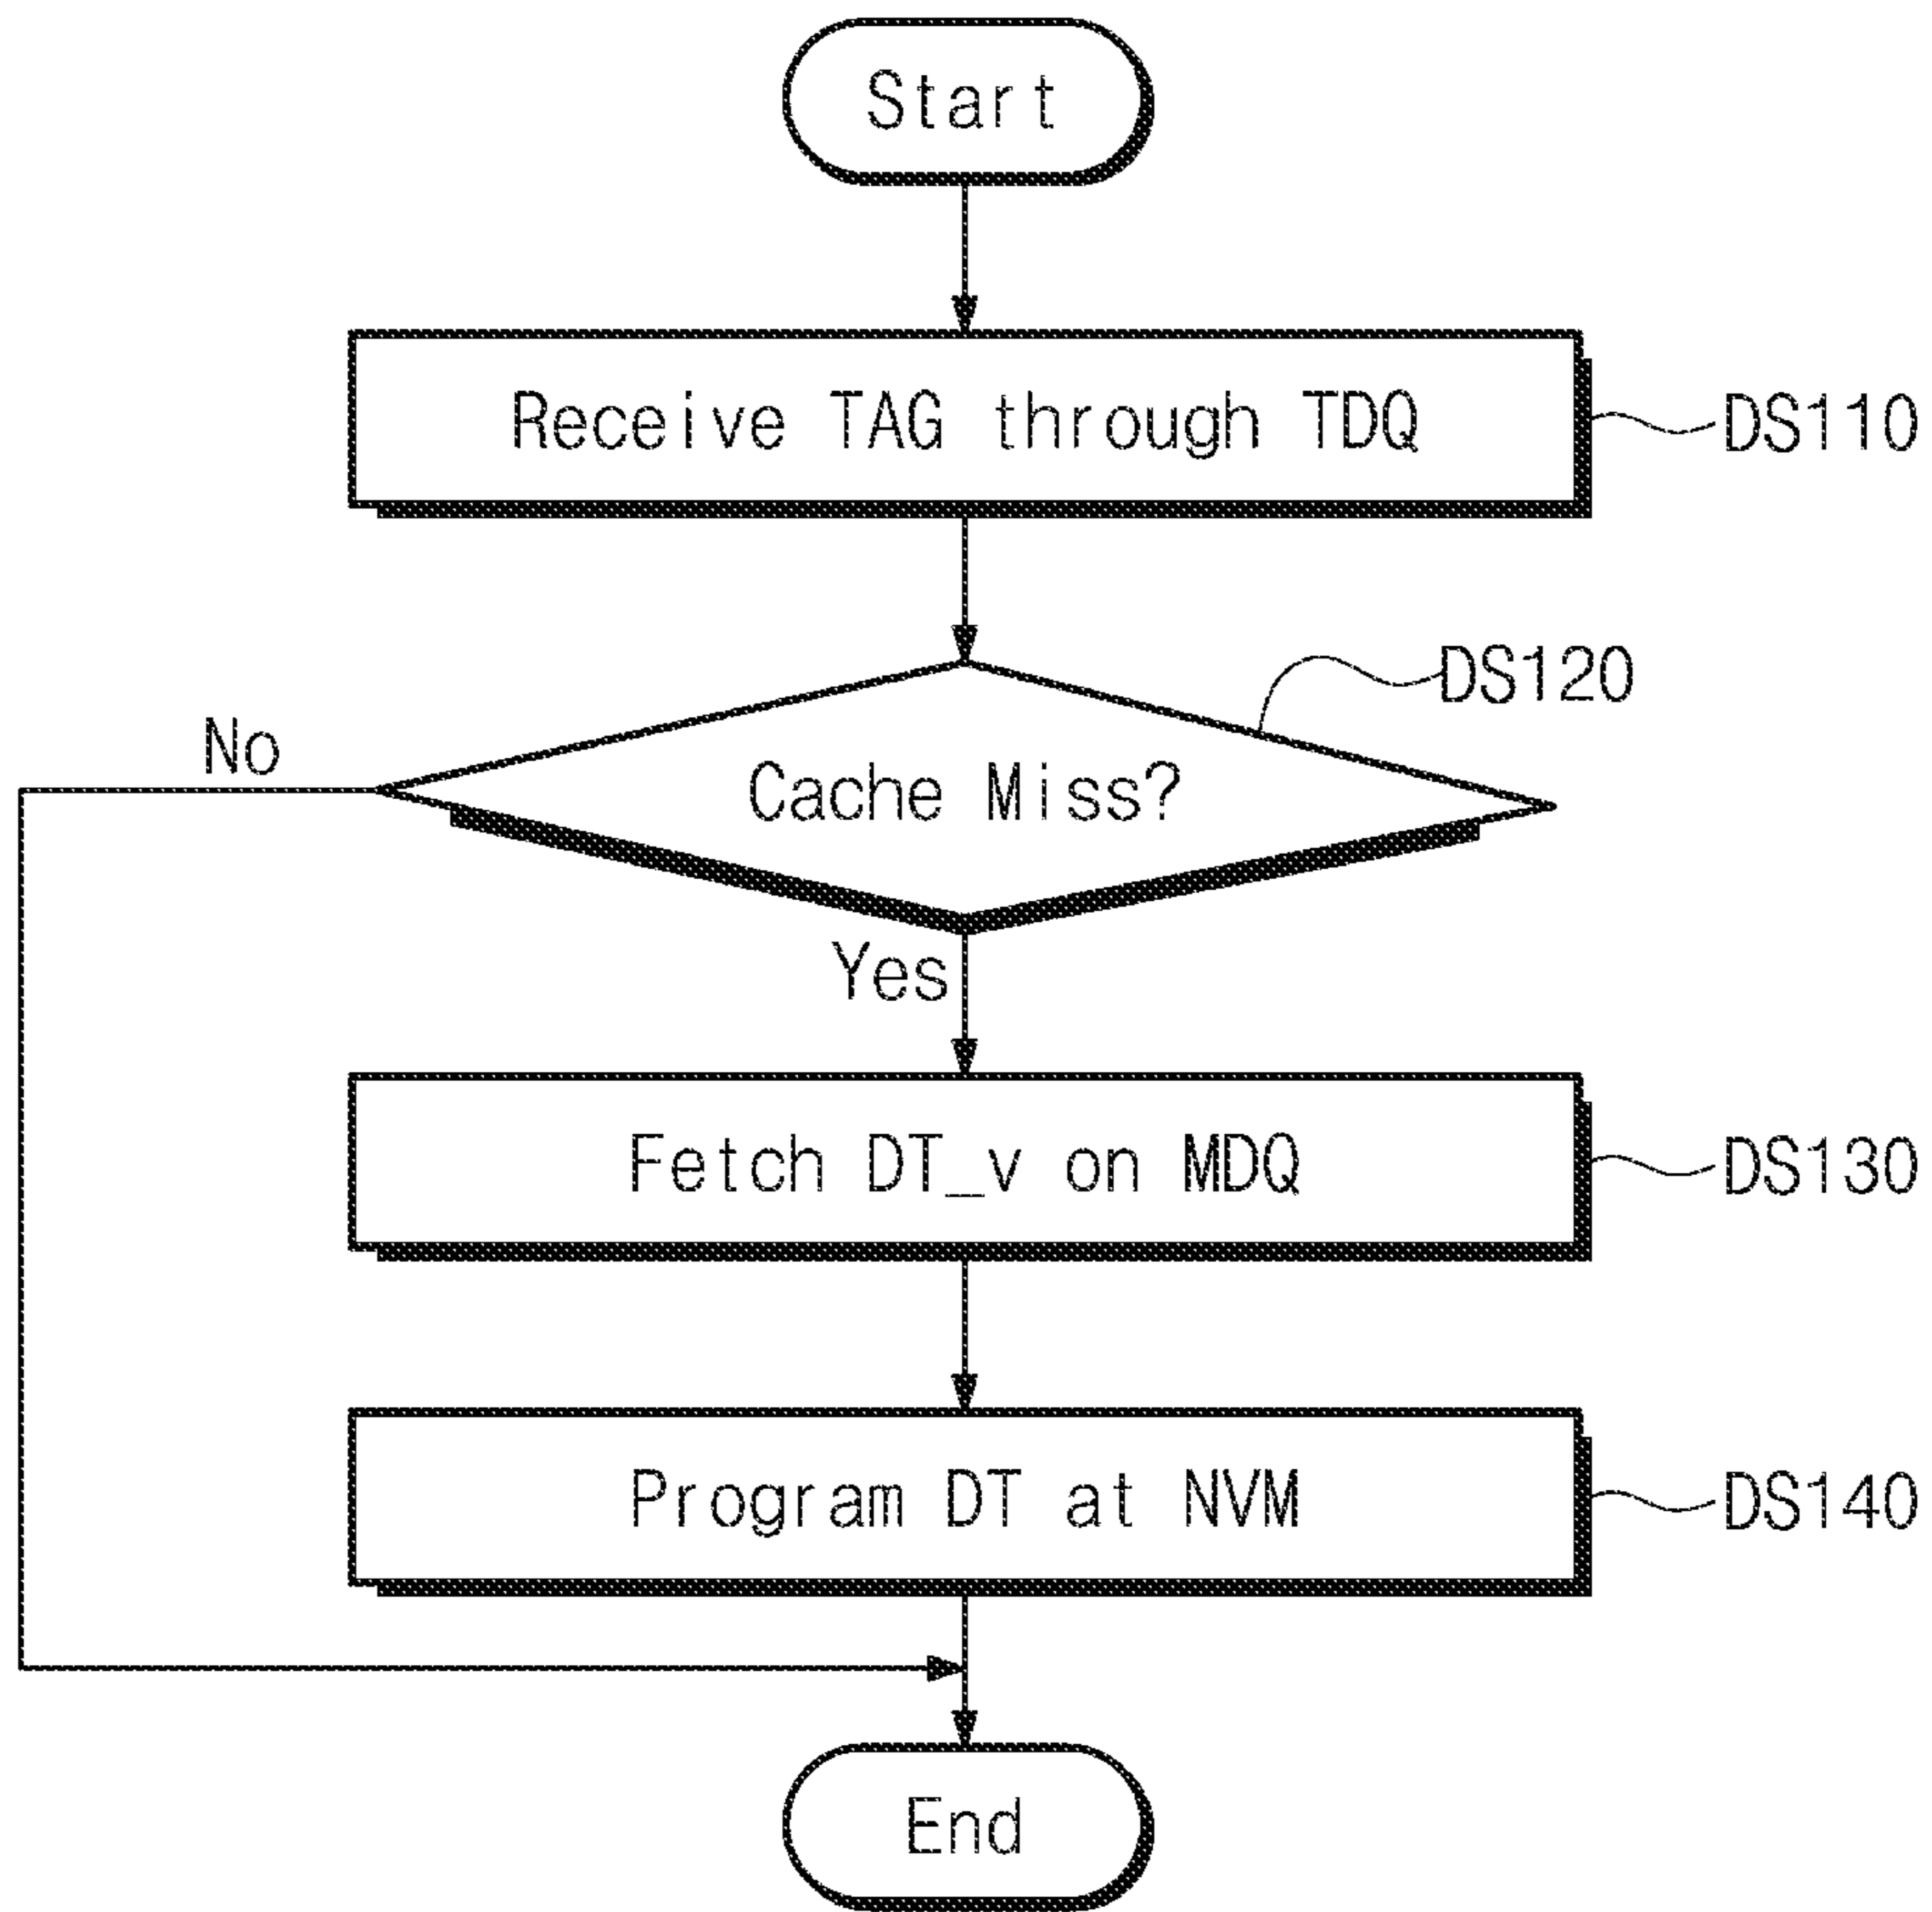 Start
Receive TAG through TDQ
DS110
DS120
No
Cache Miss?
Yes
Fetch DT_v on MDQ
DS130
Program DT at NVM
DS140
End